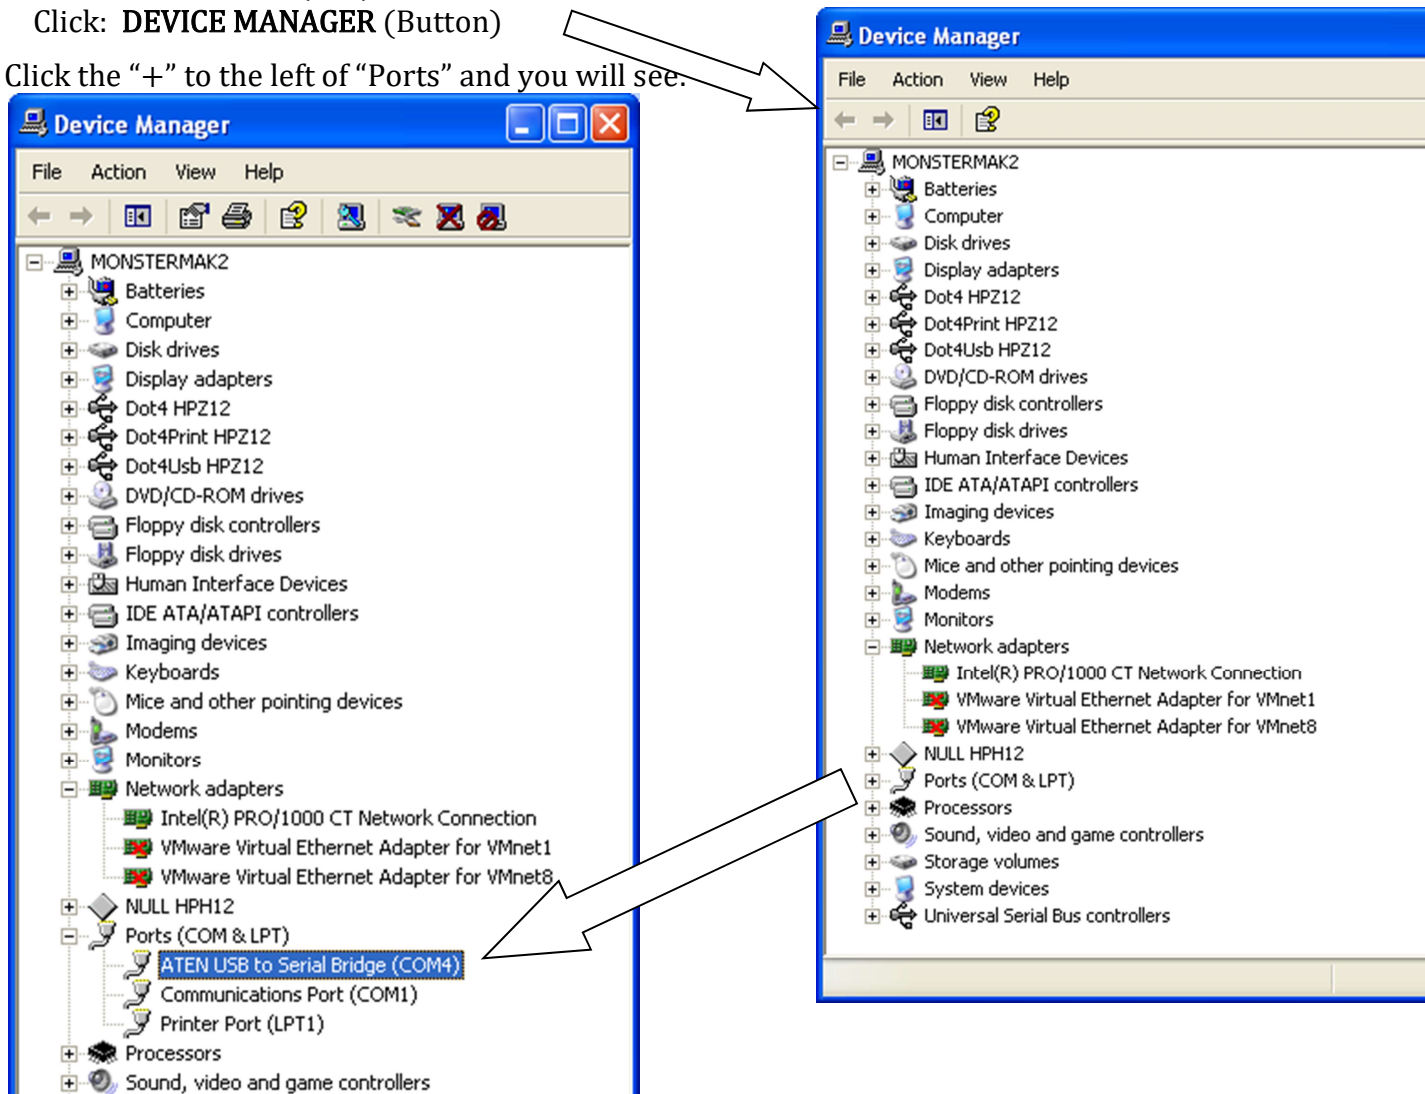 Click: DEVICE MANAGER (Button)
Click the “+” to the left of “Ports” and you will see:
Device Manager
File Action View Help
MONSTERMAK2
Batteries
Computer
Disk drives
Display adapters
Dot4 HPZ12
Dot4Print HPZ12
Dot4Usb HPZ12
DVD/CD-ROM drives
Floppy disk controllers
Floppy disk drives
Human Interface Devices
IDE ATA/ATAPI controllers
Imaging devices
Keyboards
Mice and other pointing devices
Modems
Monitors
Network adapters
Intel(R) PRO/1000 CT Network Connection
VMware Virtual Ethernet Adapter for VMnet1
VMware Virtual Ethernet Adapter for VMnet8
NULL HPH12
Ports (COM & LPT)
ATEN USB to Serial Bridge (COM4)
Communications Port (COM1)
Printer Port (LPT1)
Processors
Sound, video and game controllers
Device Manager
File Action View Help
MONSTERMAK2
Batteries
Computer
Disk drives
Display adapters
Dot4 HPZ12
Dot4Print HPZ12
Dot4Usb HPZ12
DVD/CD-ROM drives
Floppy disk controllers
Floppy disk drives
Human Interface Devices
IDE ATA/ATAPI controllers
Imaging devices
Keyboards
Mice and other pointing devices
Modems
Monitors
Network adapters
Intel(R) PRO/1000 CT Network Connection
VMware Virtual Ethernet Adapter for VMnet1
VMware Virtual Ethernet Adapter for VMnet8
NULL HPH12
Ports (COM & LPT)
Processors
Sound, video and game controllers
Storage volumes
System devices
Universal Serial Bus controllers